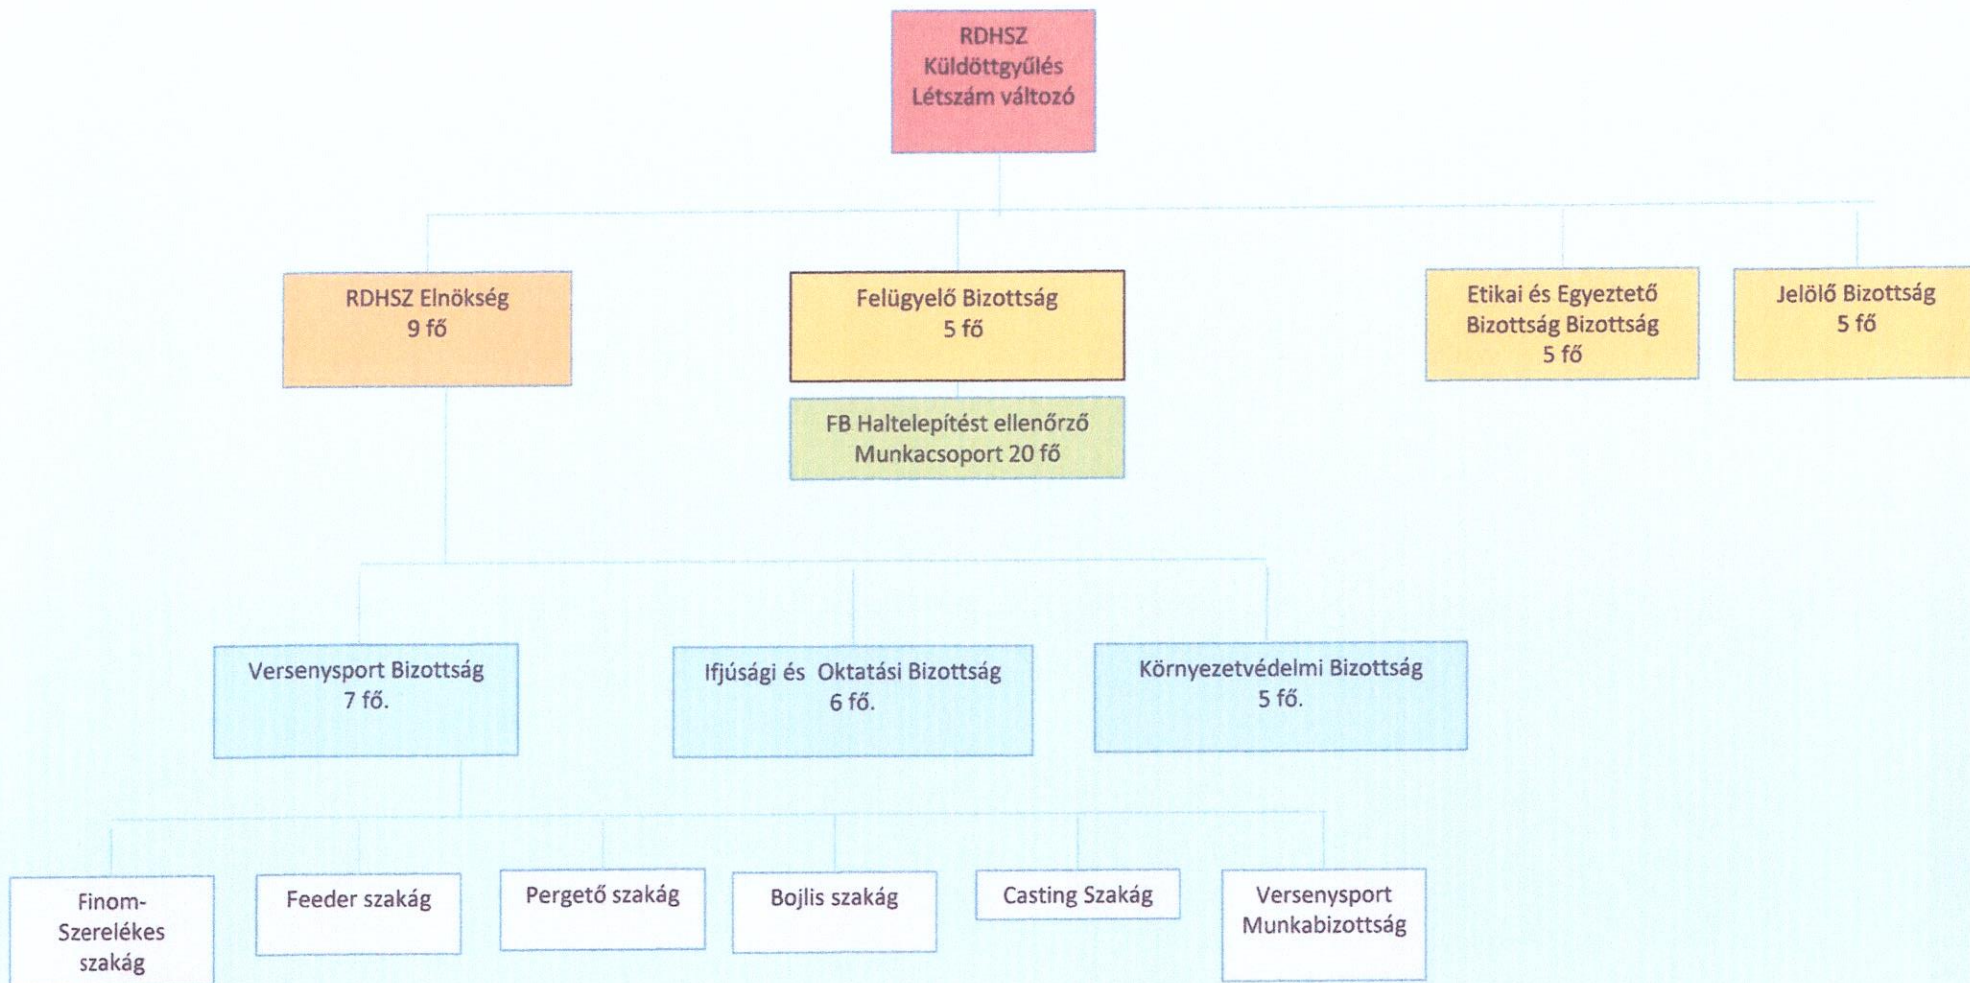 RDHSZ
Küldöttgyűlés
Létszám változó
RDHSZ Elnökség
9 fő
Felügyelő Bizottság
5 fő
Etikai és Egyeztető
Bizottság Bizottság
5 fő
Jelölő Bizottság
5 fő
FB Haltelepítést ellenőrző
Munkacsoport 20 fő
Versenysport Bizottság
7 fő.
Ifjúsági és Oktatási Bizottság
6 fő.
Környezetvédelmi Bizottság
5 fő.
Finom-
Szerelékes
szakág
Feeder szakág
Pergető szakág
Bojlis szakág
Casting Szakág
Versenysport
Munkabizottság